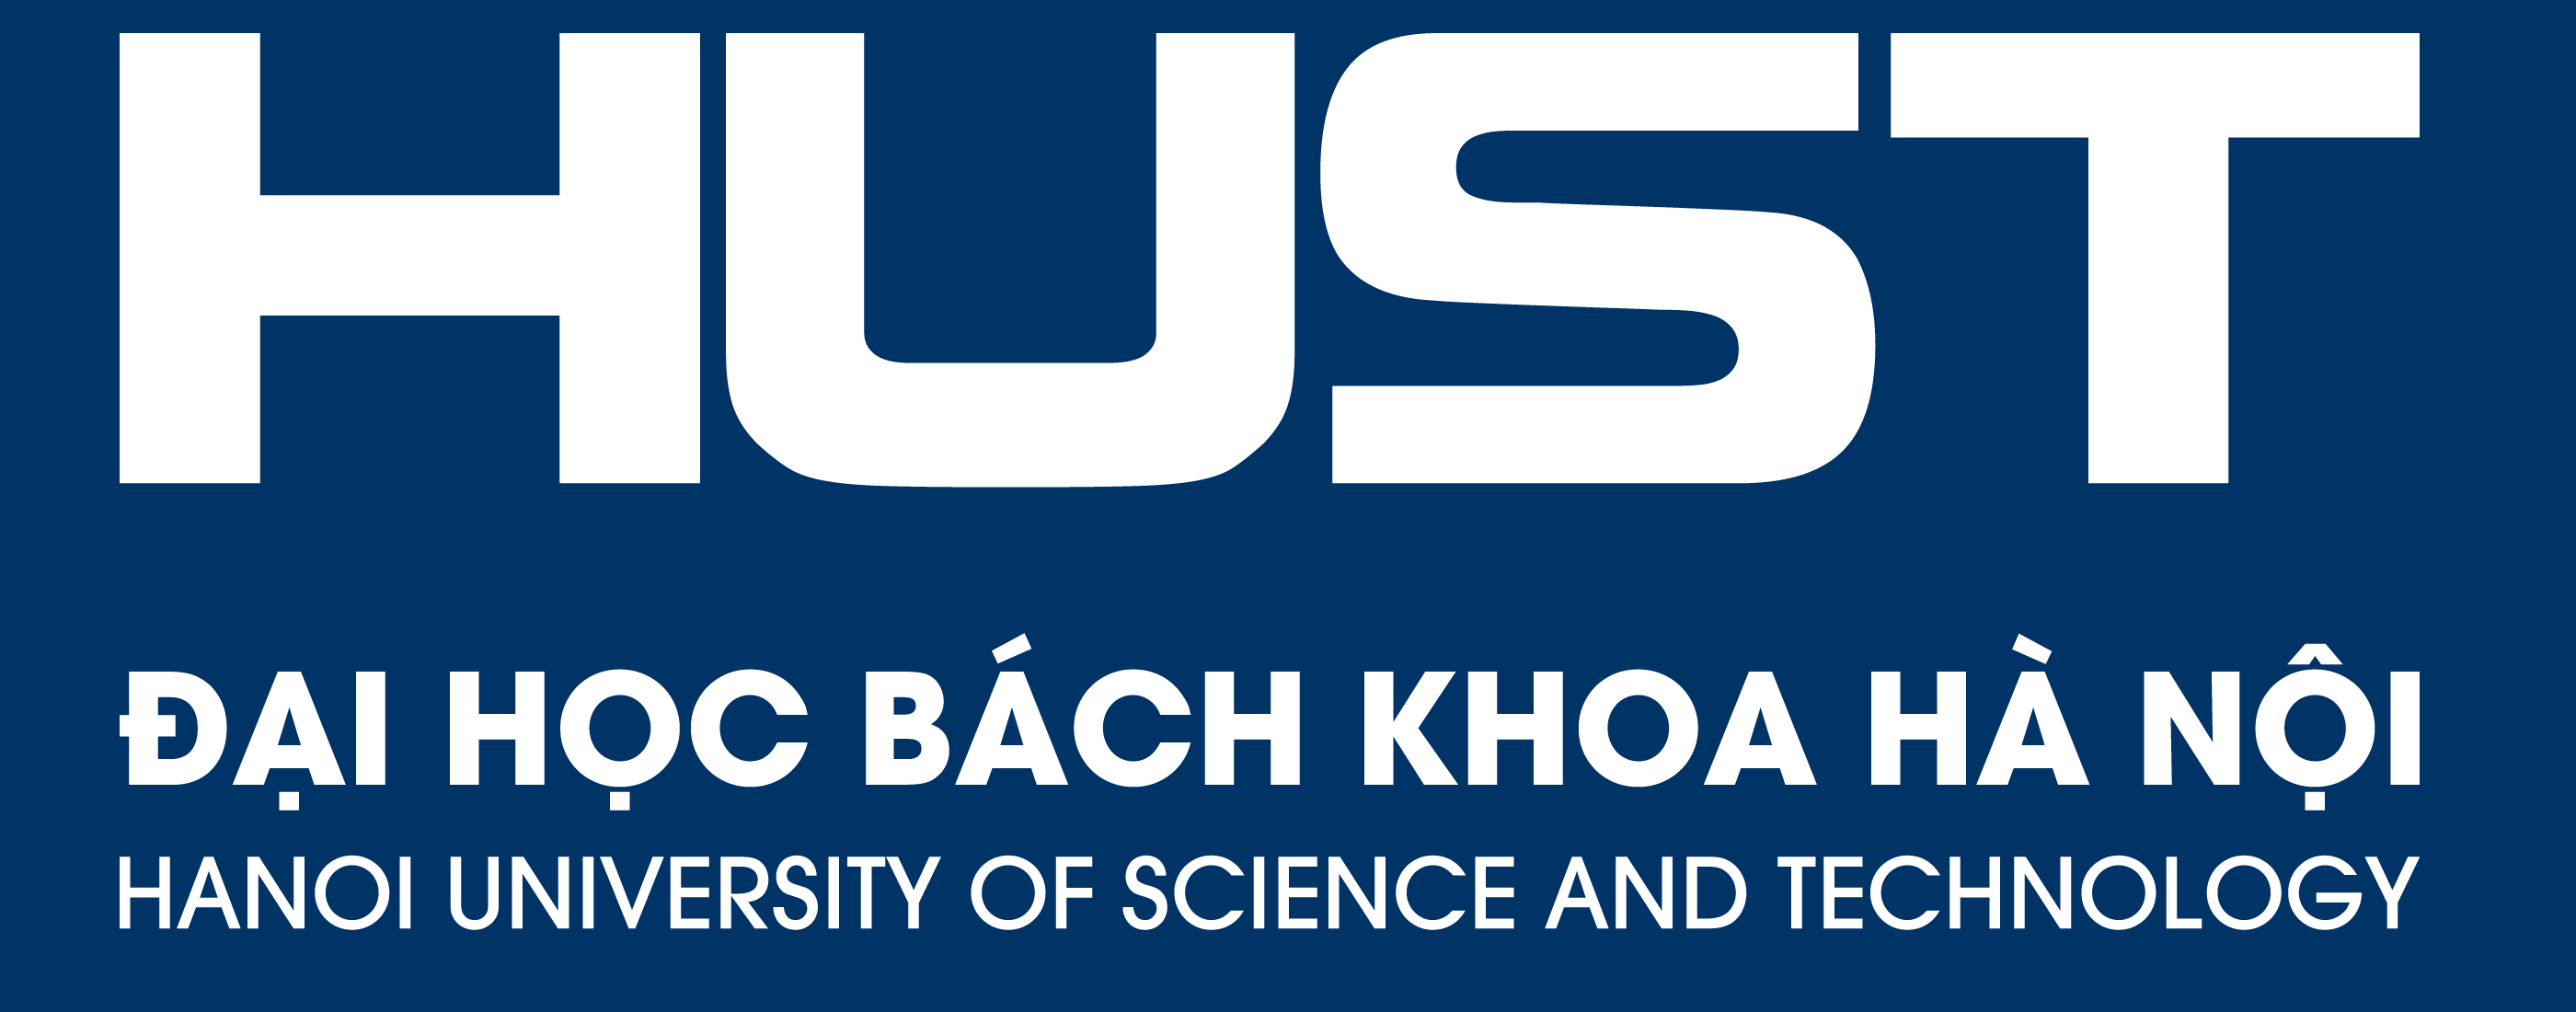 HUST
ĐẠI HỌC BÁCH KHOA HÀ NỘI
HANOI UNIVERSITY OF SCIENCE AND TECHNOLOGY